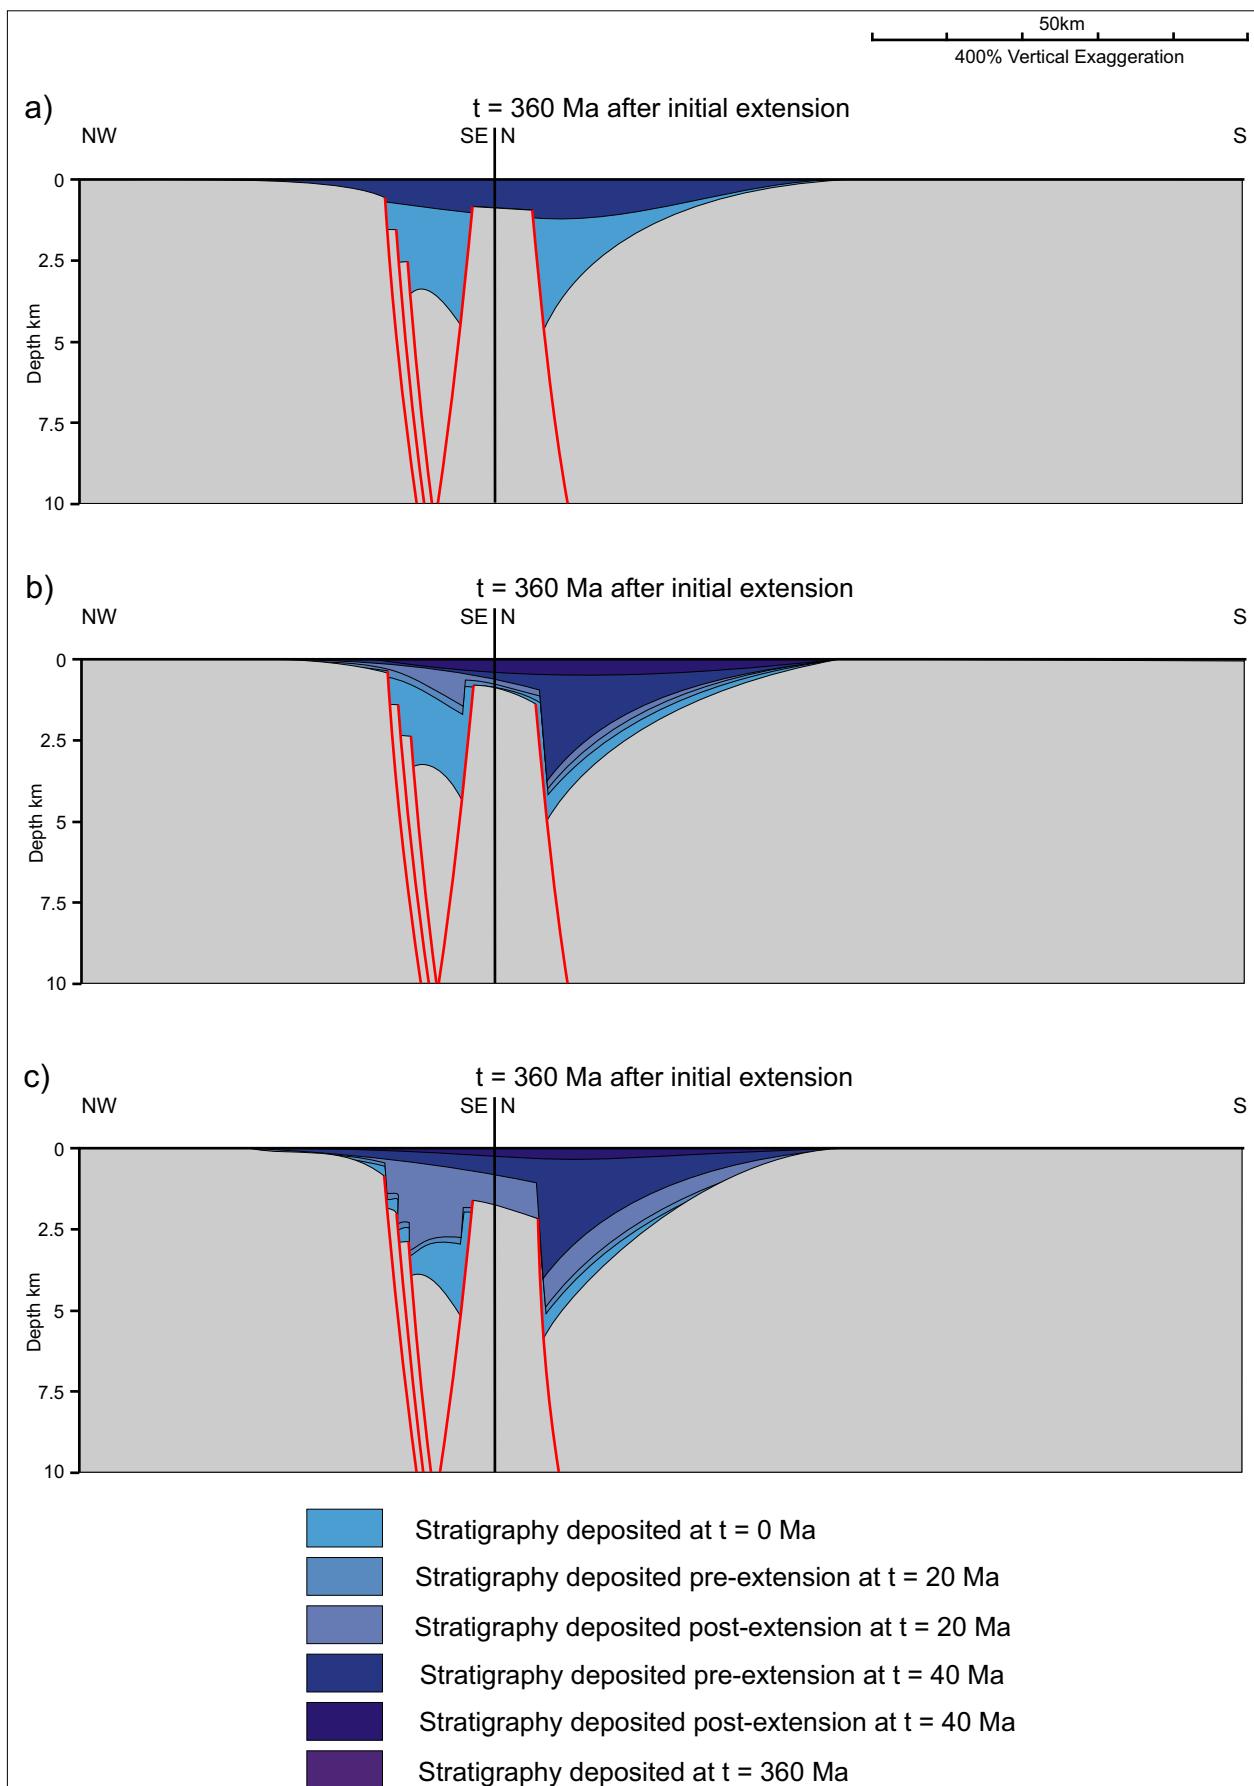 50km
400% Vertical Exaggeration
a)
t = 360 Ma after initial extension
NW
SE N
S
0
2.5
5
7.5
10
Depth km
b)
t = 360 Ma after initial extension
NW
SE N
S
0
2.5
5
7.5
10
Depth km
c)
t = 360 Ma after initial extension
NW
SE N
S
0
2.5
5
7.5
10
Depth km
Stratigraphy deposited at t = 0 Ma
Stratigraphy deposited pre-extension at t = 20 Ma
Stratigraphy deposited post-extension at t = 20 Ma
Stratigraphy deposited pre-extension at t = 40 Ma
Stratigraphy deposited post-extension at t = 40 Ma
Stratigraphy deposited at t = 360 Ma